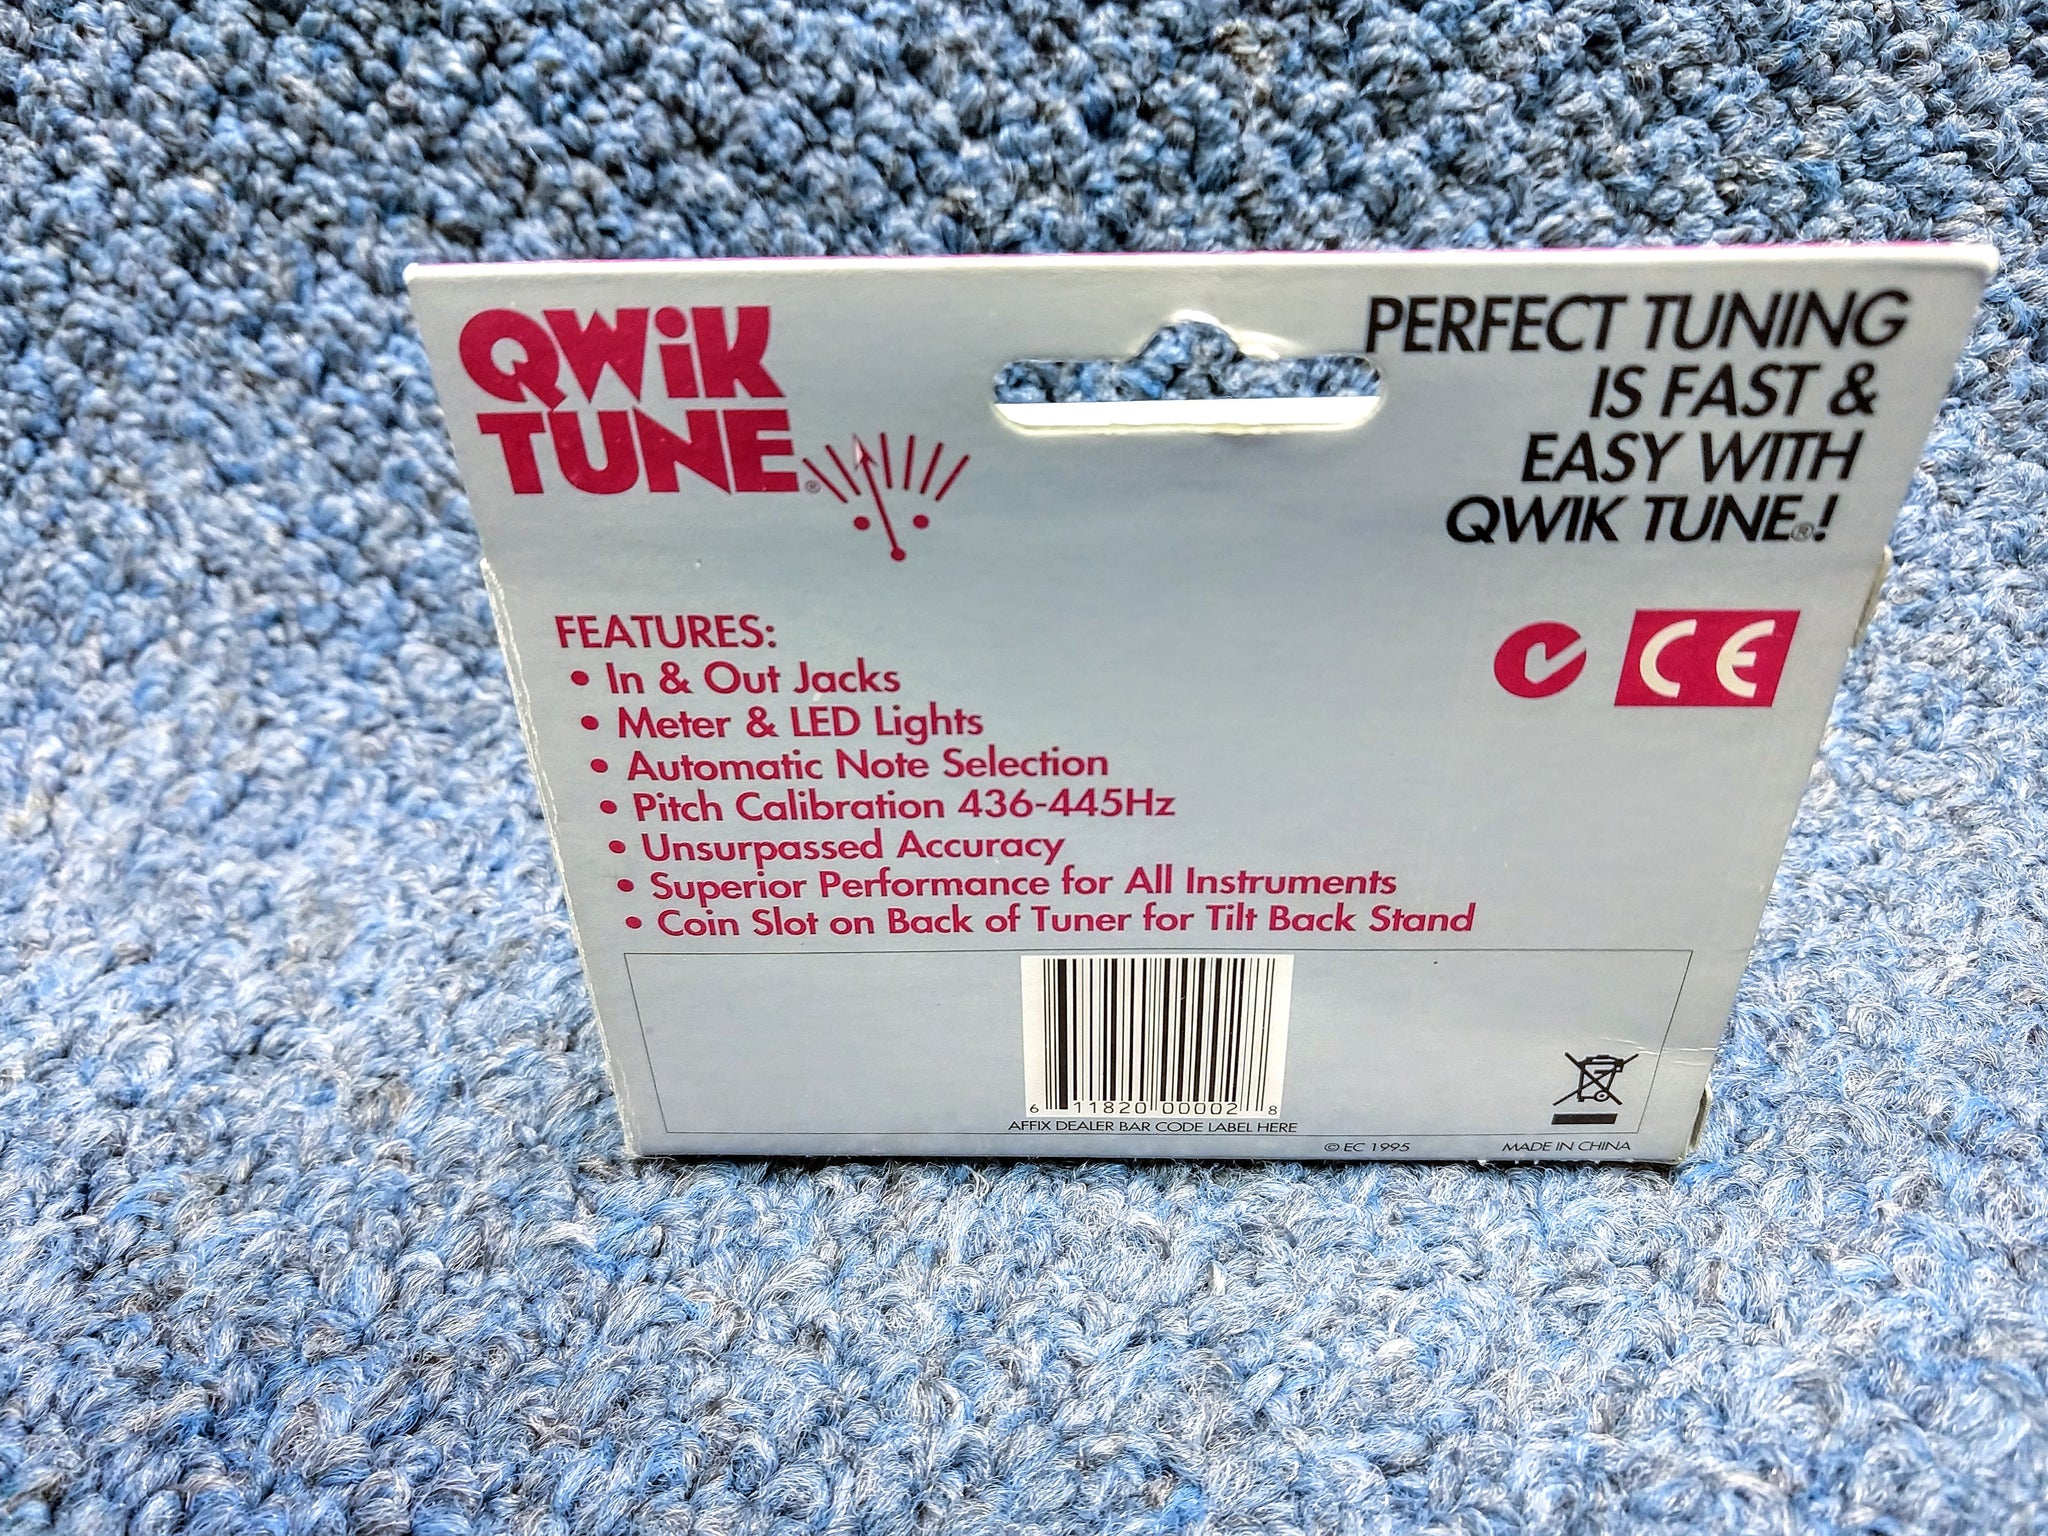 QWiK
TUNE®
PERFECT TUNING
IS FAST &
EASY WITH
QWIK TUNE®!
FEATURES:
• In & Out Jacks
• Meter & LED Lights
• Automatic Note Selection
• Pitch Calibration 436-445Hz
• Unsurpassed Accuracy
• Superior Performance for All Instruments
• Coin Slot on Back of Tuner for Tilt Back Stand
CE
6 11820 00002 8
AFFIX DEALER BAR CODE LABEL HERE
© EC 1995
MADE IN CHINA